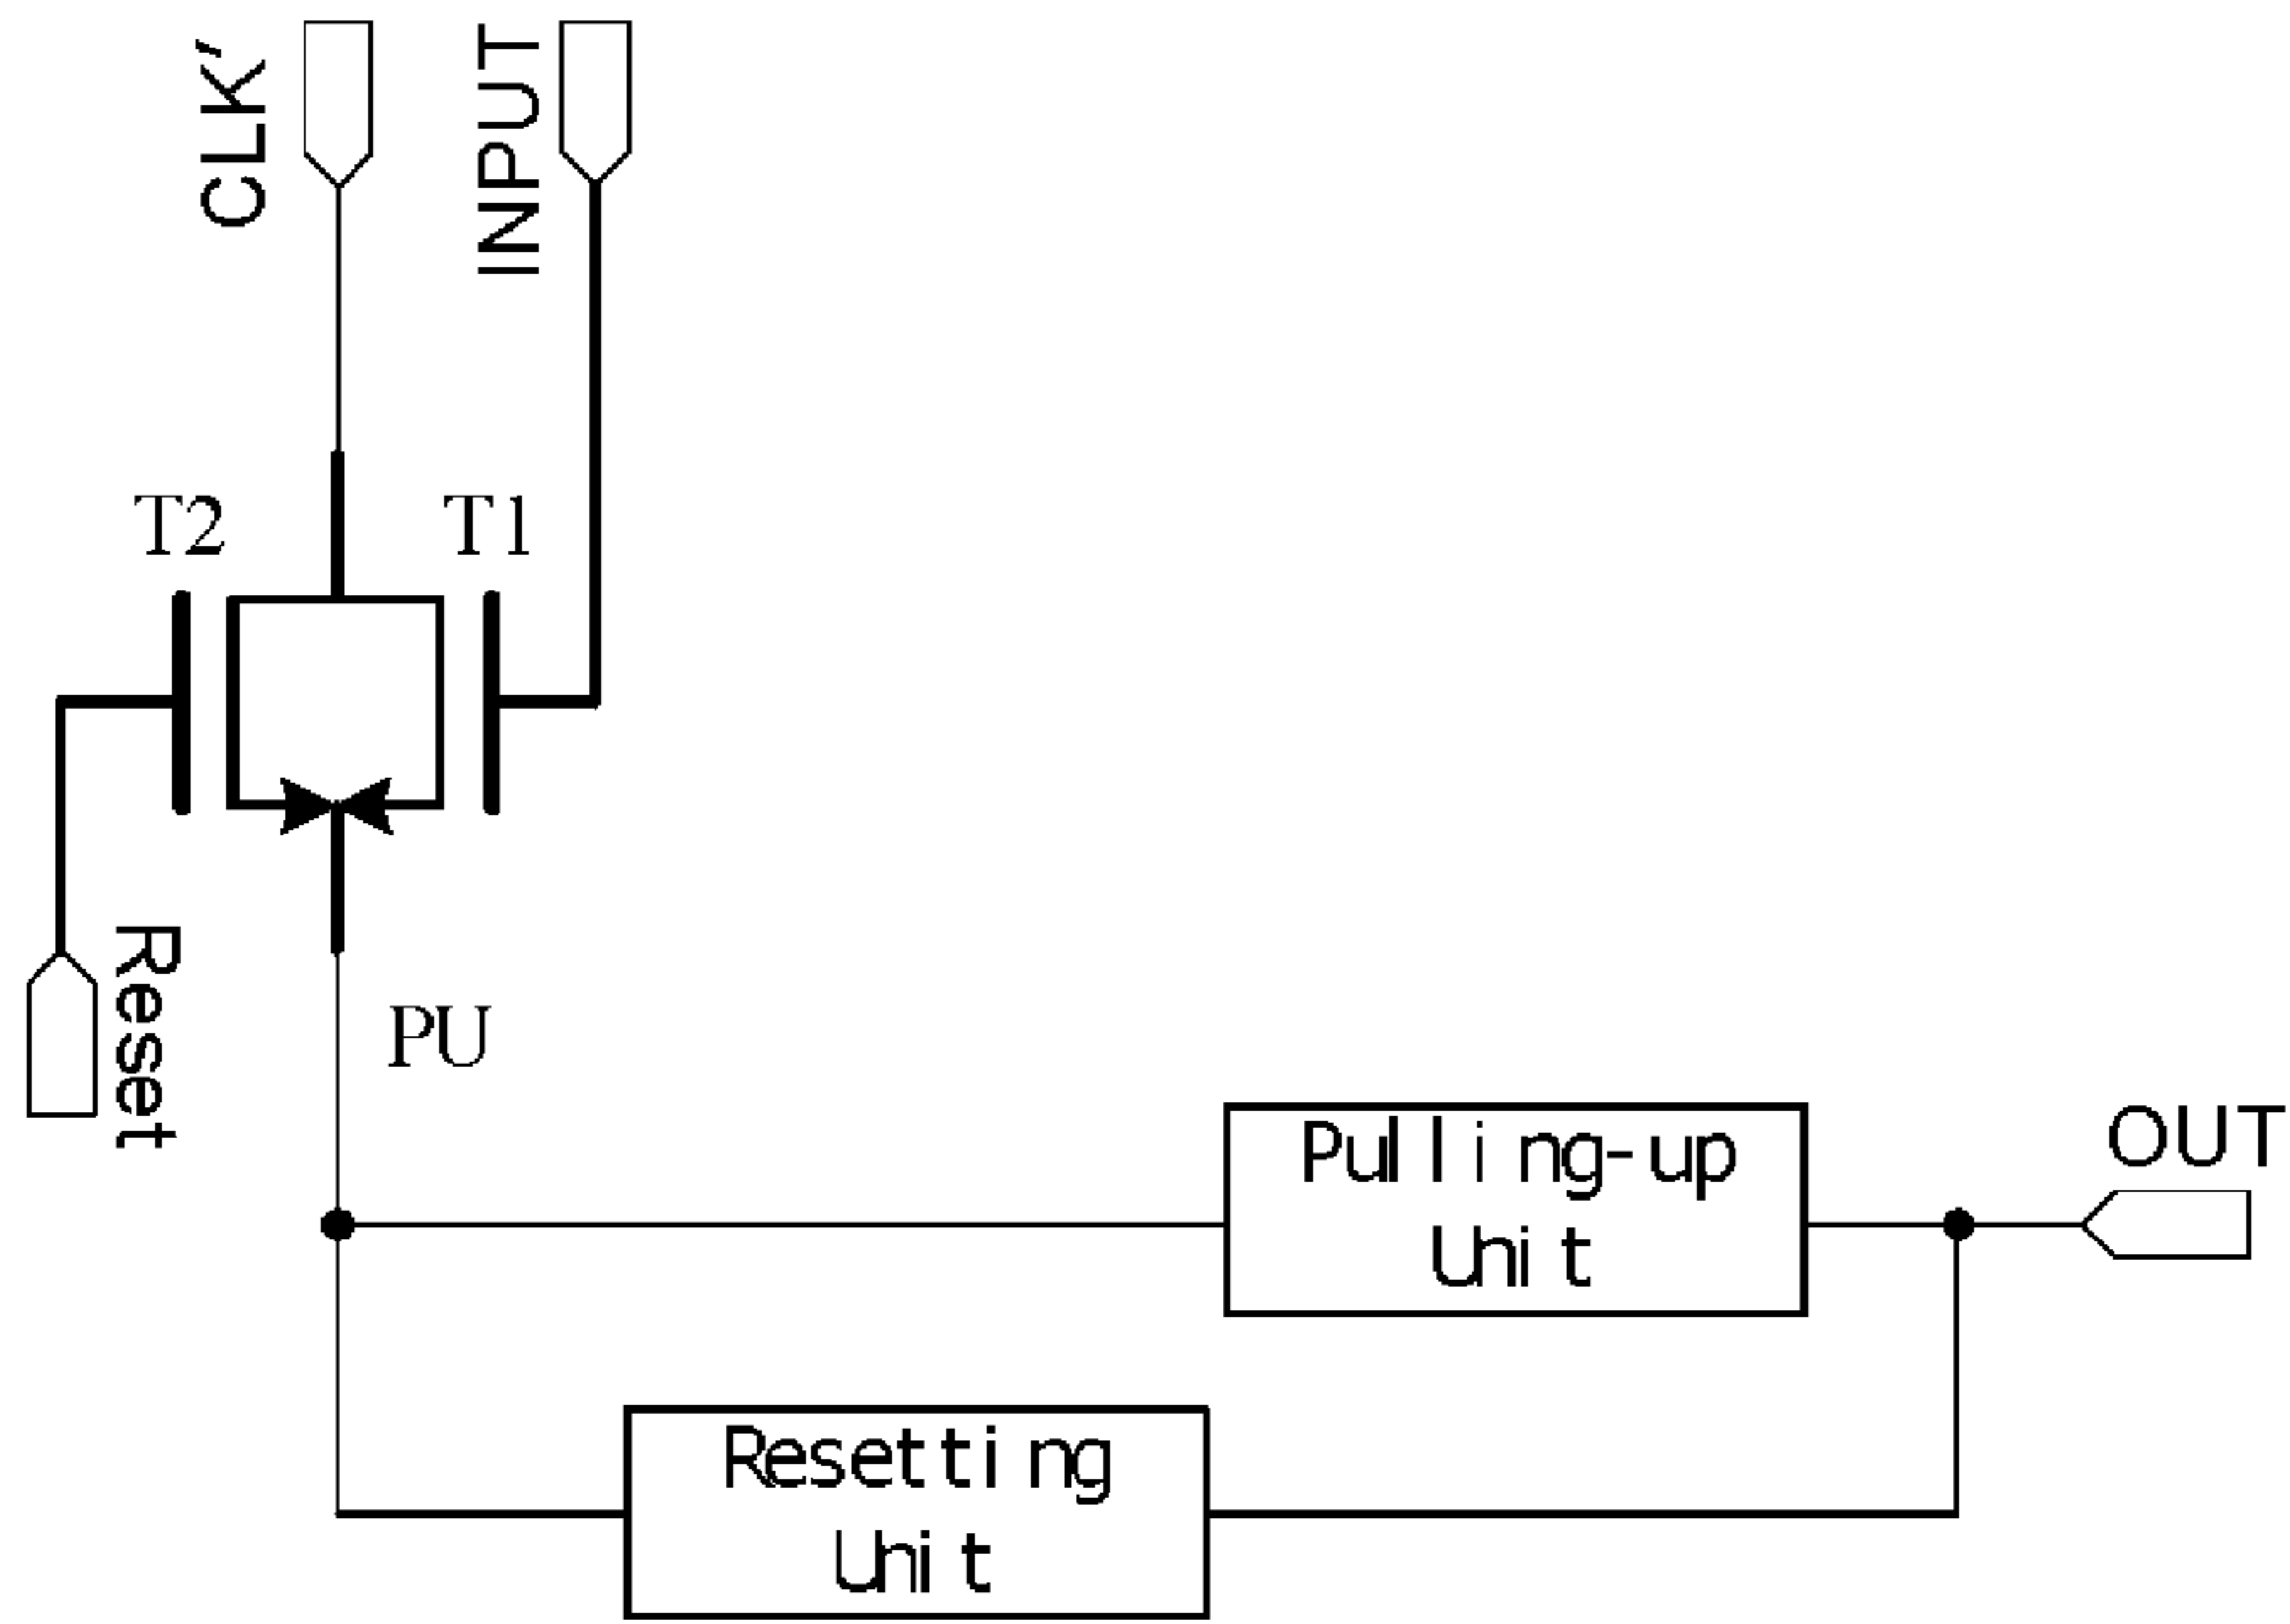 CLK′
INPUT
T2
T1
Reset
PU
Pulling-up
Unit
OUT
Resetting
Unit